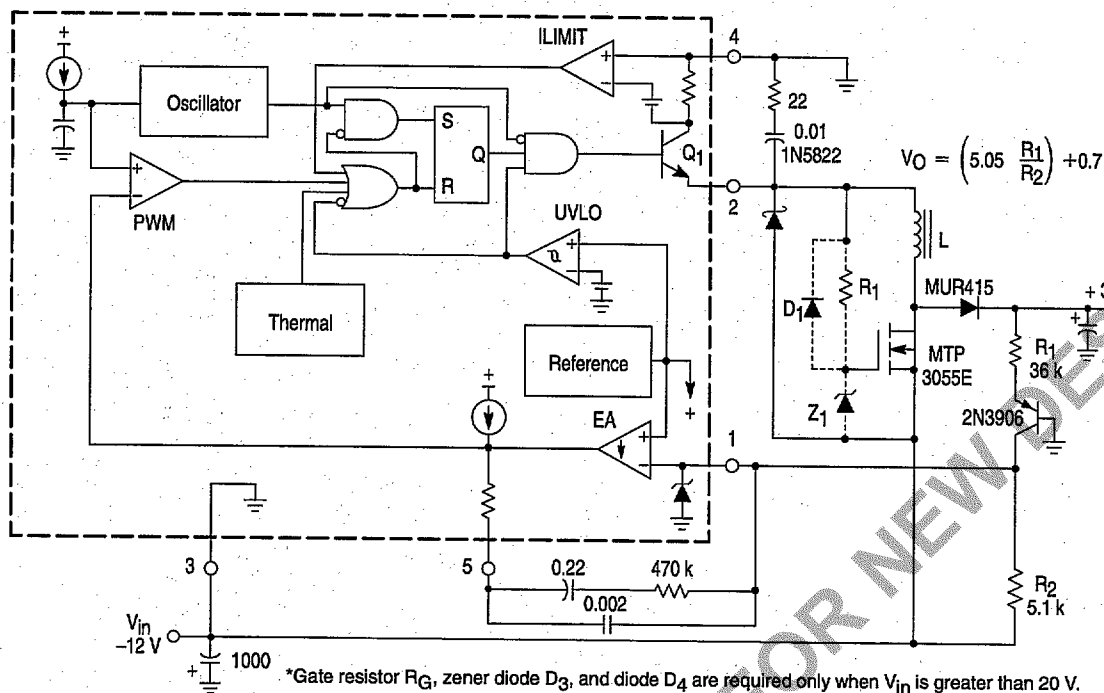 ILIMIT
4
Oscillator
S
Q
R
Q1
22
0.01
1N5822
VO = (5.05 R1/R2) + 0.7
+
−
PWM
2
UVLO
+
−
L
Thermal
D1
R1
MUR415
+
+
R1
36 k
MTP
3055E
Reference
Z1
2N3906
+
EA
+
−
1
+
3
5
0.22
470 k
0.002
R2
5.1 k
Vin
−12 V
+
1000
*Gate resistor RG, zener diode D3, and diode D4 are required only when Vin is greater than 20 V.
FOR NEW DES